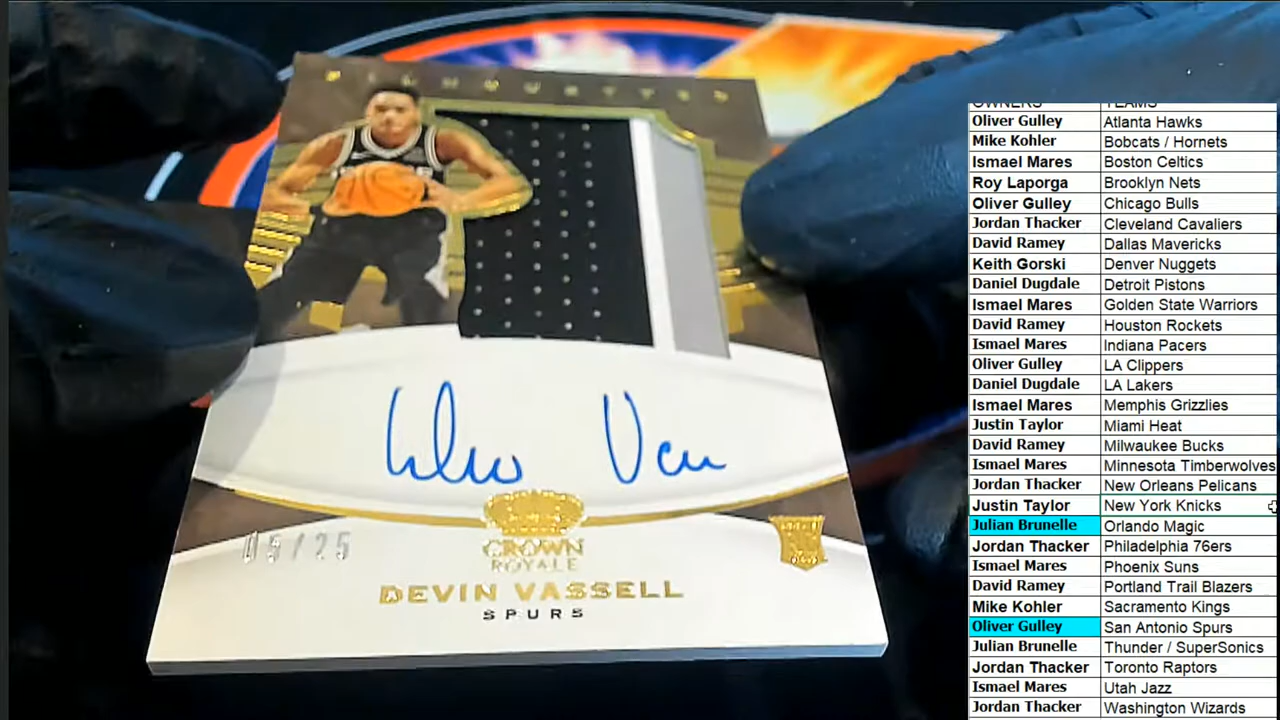 SILHOUETTES
05/25
CROWN
ROYALE
DEVIN VASSELL
SPURS
OWNERS TEAMS
Oliver Gulley Atlanta Hawks
Mike Kohler Bobcats / Hornets
Ismael Mares Boston Celtics
Roy Laporga Brooklyn Nets
Oliver Gulley Chicago Bulls
Jordan Thacker Cleveland Cavaliers
David Ramey Dallas Mavericks
Keith Gorski Denver Nuggets
Daniel Dugdale Detroit Pistons
Ismael Mares Golden State Warriors
David Ramey Houston Rockets
Ismael Mares Indiana Pacers
Oliver Gulley LA Clippers
Daniel Dugdale LA Lakers
Ismael Mares Memphis Grizzlies
Justin Taylor Miami Heat
David Ramey Milwaukee Bucks
Ismael Mares Minnesota Timberwolves
Jordan Thacker New Orleans Pelicans
Justin Taylor New York Knicks
Julian Brunelle Orlando Magic
Jordan Thacker Philadelphia 76ers
Ismael Mares Phoenix Suns
David Ramey Portland Trail Blazers
Mike Kohler Sacramento Kings
Oliver Gulley San Antonio Spurs
Julian Brunelle Thunder / SuperSonics
Jordan Thacker Toronto Raptors
Ismael Mares Utah Jazz
Jordan Thacker Washington Wizards